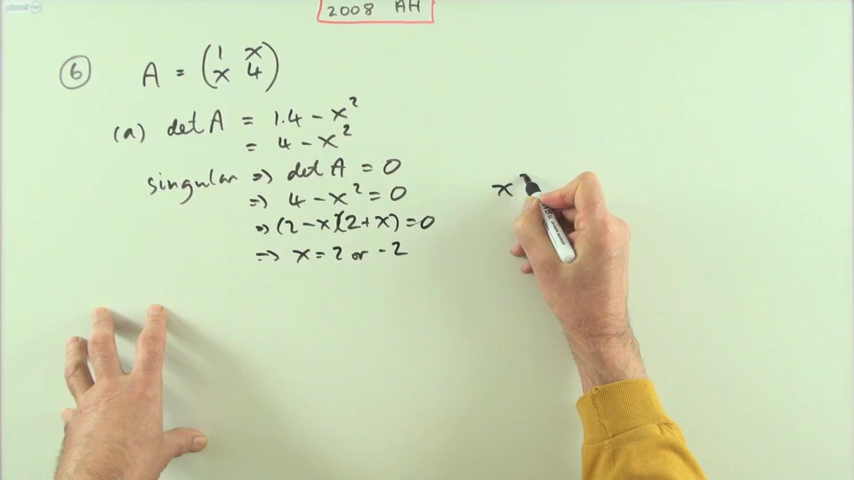 2008 AH
6 A = (1 x
x 4)
(a) det A = 1.4 - x²
= 4 - x²
singular => det A = 0
=> 4 - x² = 0
=> (2 - x)(2 + x) = 0
=> x = 2 or -2
x